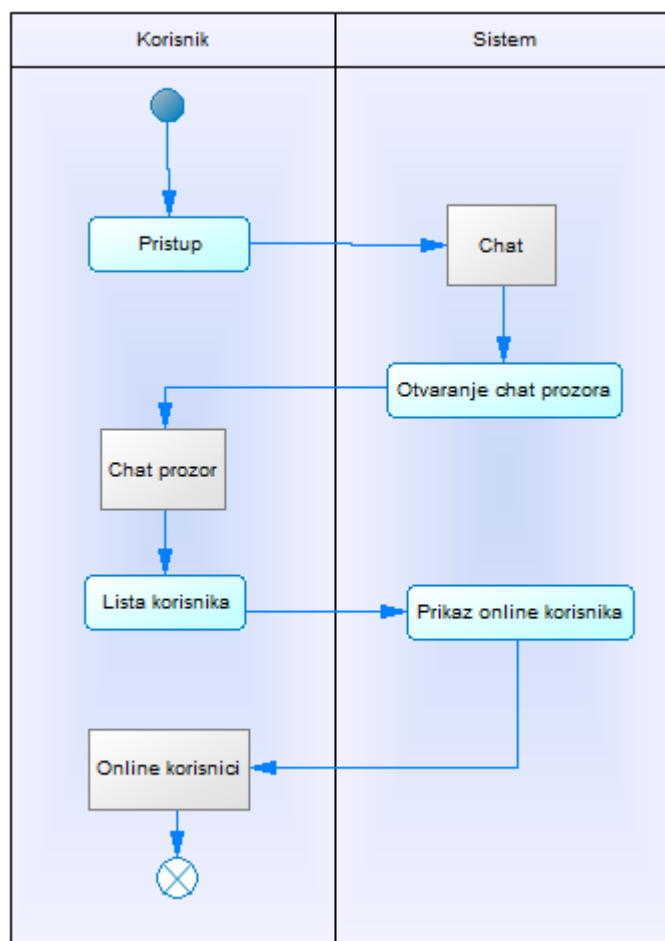 Korisnik
Sistem
Pristup
Chat
Otvaranje chat prozora
Chat prozor
Lista korisnika
Prikaz online korisnika
Online korisnici